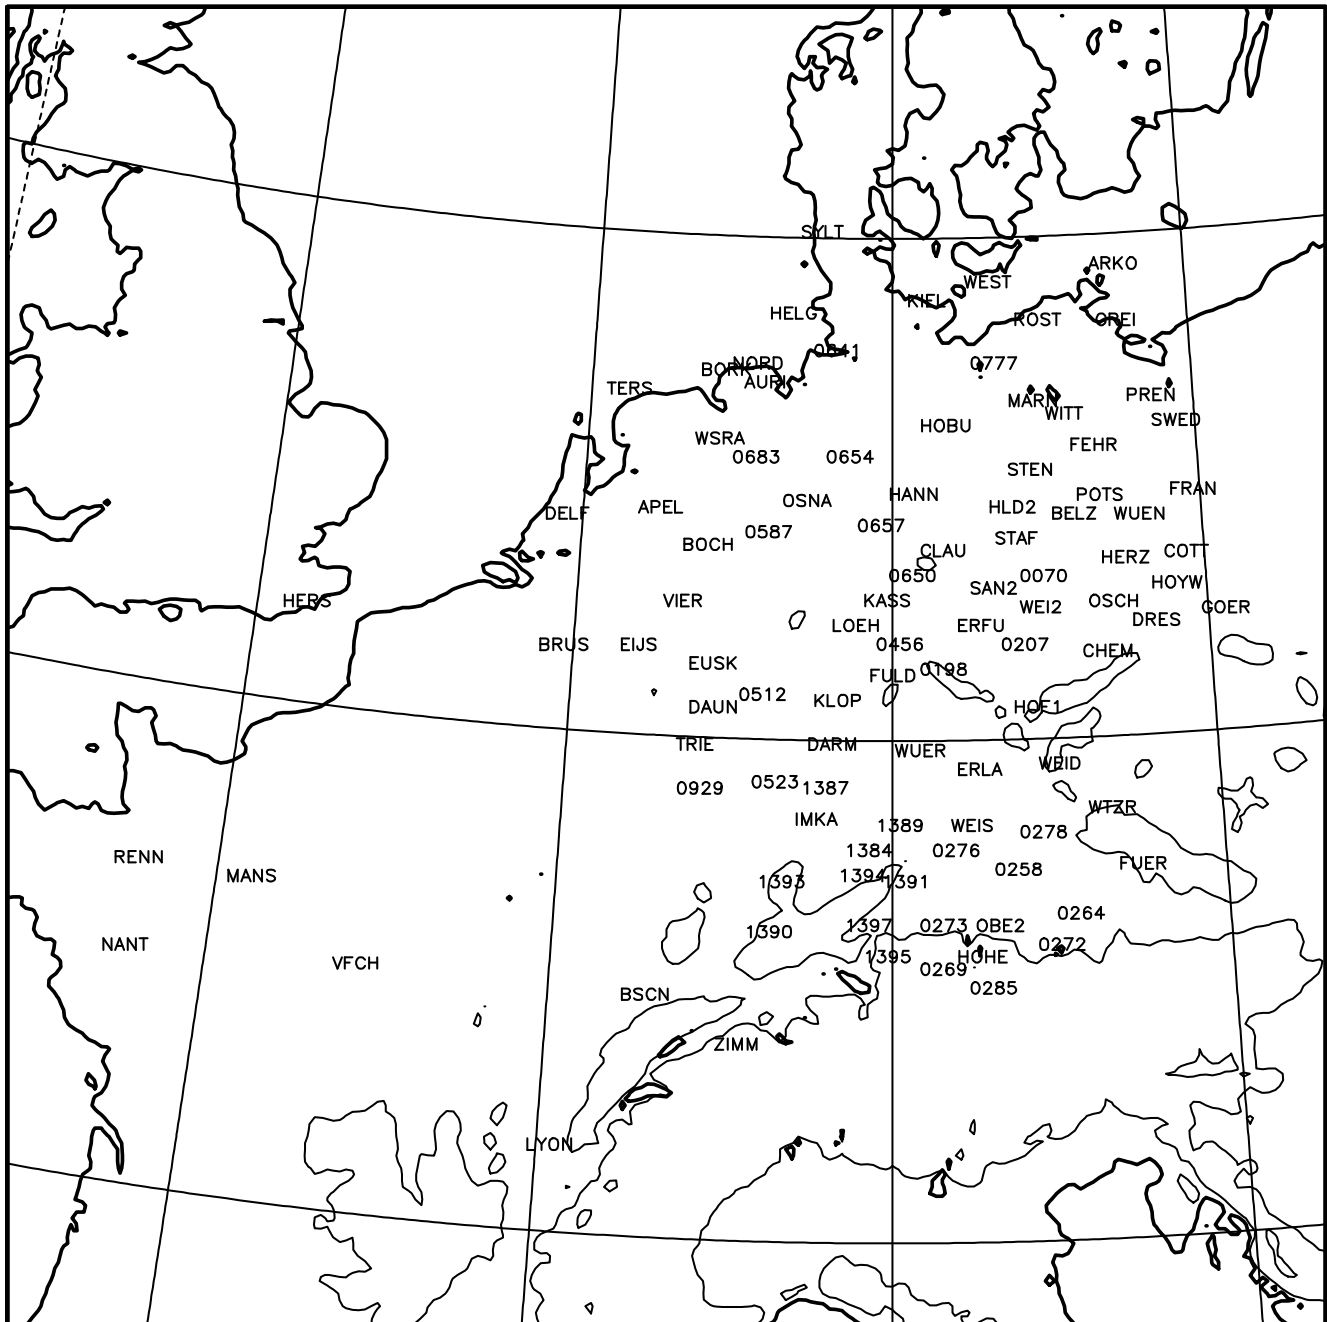 SYLT
ARKO
WEST
KIEL
HELG
ROST
GREI
0641
NORD
0777
BORK
AURI
TERS
MARN
PREN
WITT
SWED
HOBU
WSRA
FEHR
0683
0654
STEN
FRAN
HANN
POTS
OSNA
APEL
HLD2
DELF
BELZ
WUEN
0657
0587
STAF
BOCH
CLAU
COTT
HERZ
0650
0070
HOYW
SAN2
HERS
VIER
KASS
OSCH
WEI2
GOER
DRES
LOEH
ERFU
BRUS
EIJS
0456
0207
CHEM
EUSK
0198
FULD
0512
KLOP
DAUN
HOF1
TRIE
DARM
WUER
WEID
ERLA
0523
0929
1387
WTZR
IMKA
1389
WEIS
0278
1384
0276
RENN
FUER
0258
MANS
1394
1393
1391
0264
1397
0273
OBE2
1390
NANT
0272
1395
HOHE
VFCH
0269
0285
BSCN
ZIMM
LYON